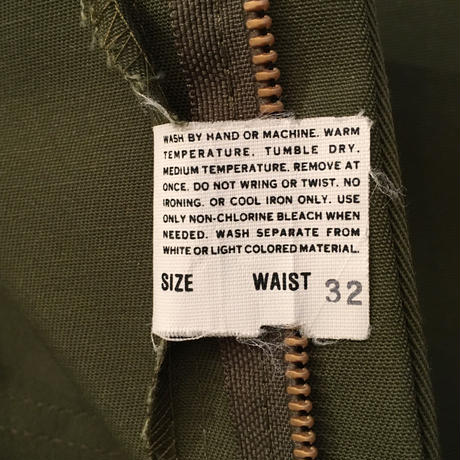 WASH BY HAND OR MACHINE. WARM
TEMPERATURE. TUMBLE DRY.
MEDIUM TEMPERATURE. REMOVE AT
ONCE. DO NOT WRING OR TWIST. NO
IRONING. OR COOL IRON ONLY. USE
ONLY NON-CHLORINE BLEACH WHEN
NEEDED. WASH SEPARATE FROM
WHITE OR LIGHT COLORED MATERIAL.
SIZE WAIST 32